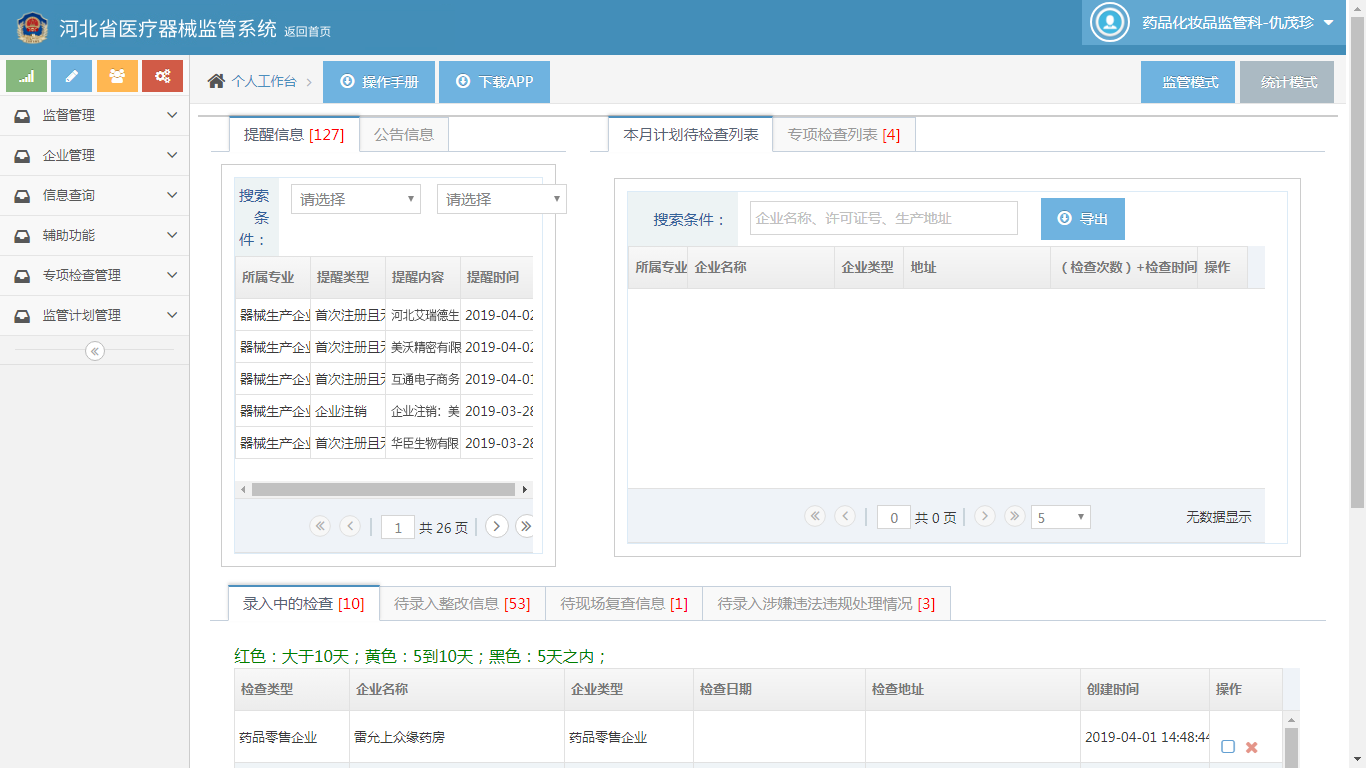 河北省医疗器械监管系统 返回首页
药品化妆品监管科-仇茂珍
个人工作台
操作手册
下载APP
监管模式
统计模式
监督管理
企业管理
信息查询
辅助功能
专项检查管理
监管计划管理
提醒信息 [127]
公告信息
搜索条件：
请选择
请选择
所属专业 提醒类型 提醒内容 提醒时间
器械生产企业 首次注册且无 河北艾瑞德生 2019-04-02
器械生产企业 首次注册且无 美沃精密有限 2019-04-02
器械生产企业 首次注册且无 互通电子商务 2019-04-01
器械生产企业 企业注销 企业注销：美 2019-03-28
器械生产企业 首次注册且无 华臣生物有限 2019-03-28
1 共 26 页
本月计划待检查列表
专项检查列表 [4]
搜索条件：
企业名称、许可证号、生产地址
导出
所属专业 企业名称 企业类型 地址 （检查次数）+检查时间 操作
0 共 0 页 5
无数据显示
录入中的检查 [10]
待录入整改信息 [53]
待现场复查信息 [1]
待录入涉嫌违法违规处理情况 [3]
红色：大于10天；黄色：5到10天；黑色：5天之内；
检查类型 企业名称 企业类型 检查日期 检查地址 创建时间 操作
药品零售企业 雷允上众缘药房 药品零售企业 2019-04-01 14:48:44